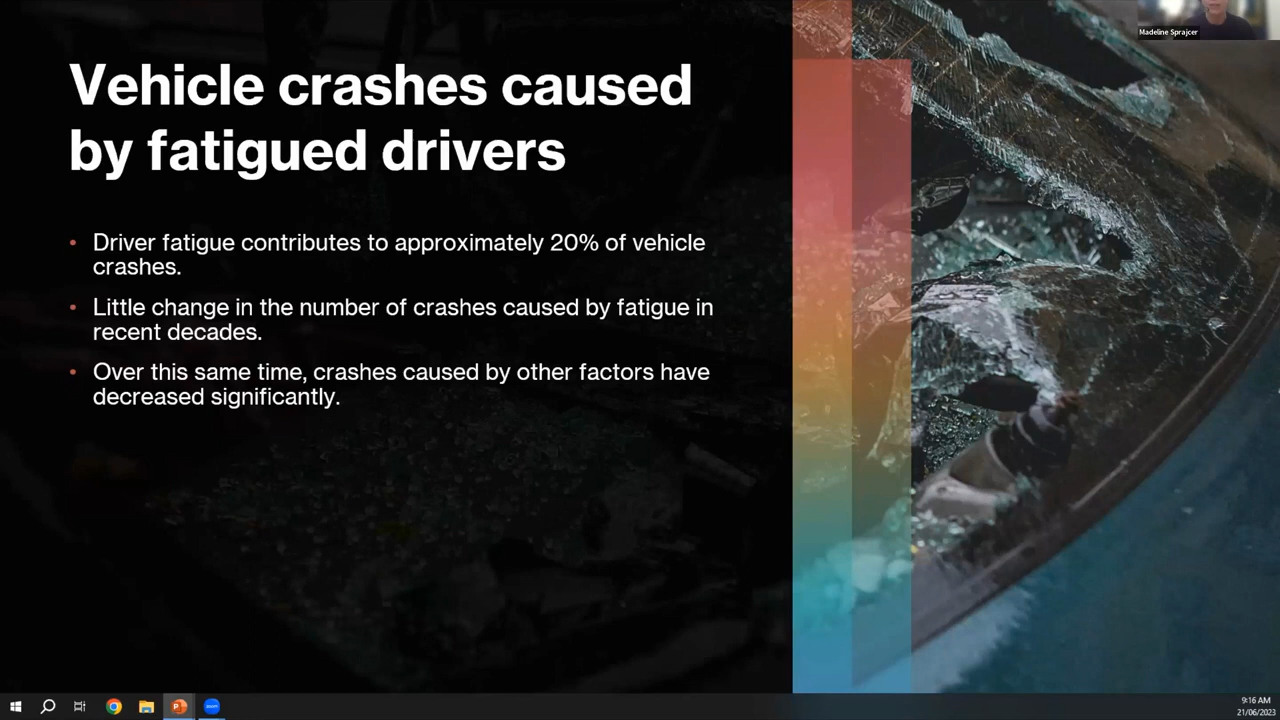 Madeline Sprajcer
Vehicle crashes caused
by fatigued drivers
• Driver fatigue contributes to approximately 20% of vehicle
crashes.
• Little change in the number of crashes caused by fatigue in
recent decades.
• Over this same time, crashes caused by other factors have
decreased significantly.
9:16 AM
21/06/2023